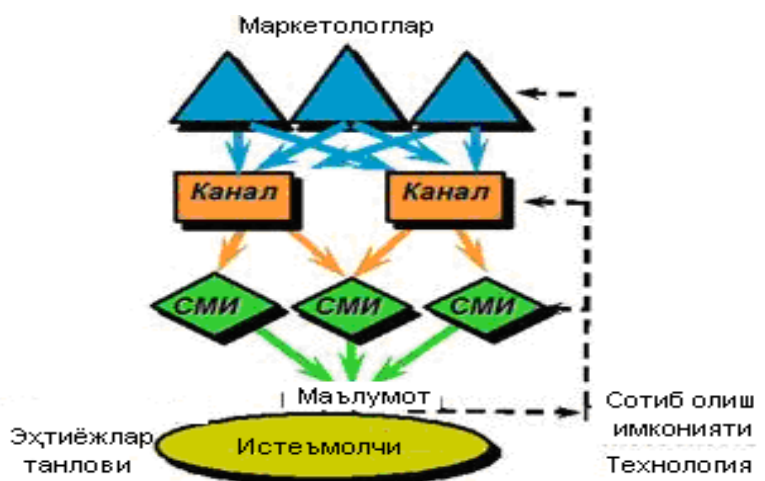 Маркетологлар
Канал Канал
СМИ СМИ СМИ
Маълумот
Истеъмолчи
Эҳтиёжлар
танлови
Сотиб олиш
имконияти
Технология